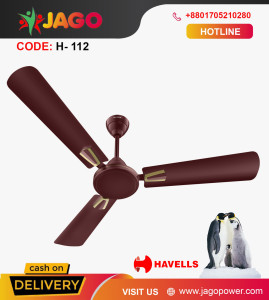 JAGO
+8801705210280
HOTLINE
CODE: H- 112
HAVELLS
cash on
DELIVERY
VISIT US
www.jagopower.com